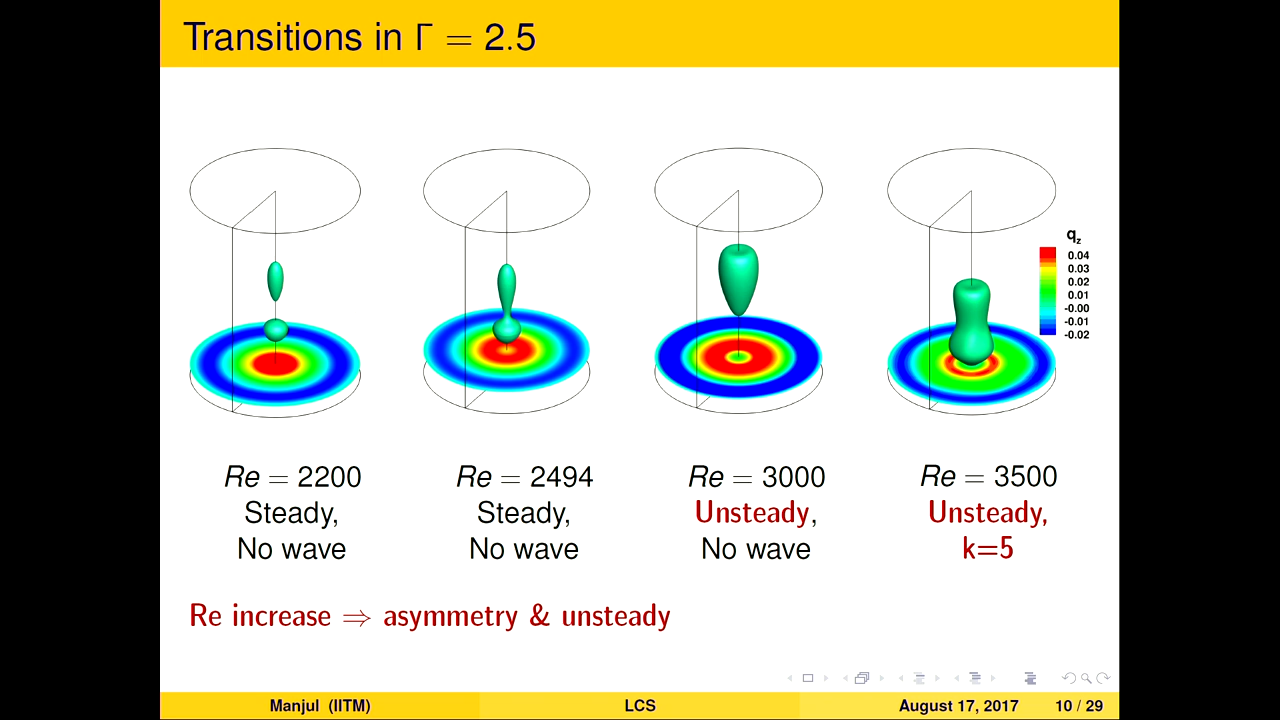 Transitions in Γ = 2.5
q_z
0.04
0.03
0.02
0.01
-0.00
-0.01
-0.02
Re = 2200
Steady,
No wave
Re = 2494
Steady,
No wave
Re = 3000
Unsteady,
No wave
Re = 3500
Unsteady,
k=5
Re increase ⇒ asymmetry & unsteady
Manjul (IITM) LCS August 17, 2017 10 / 29